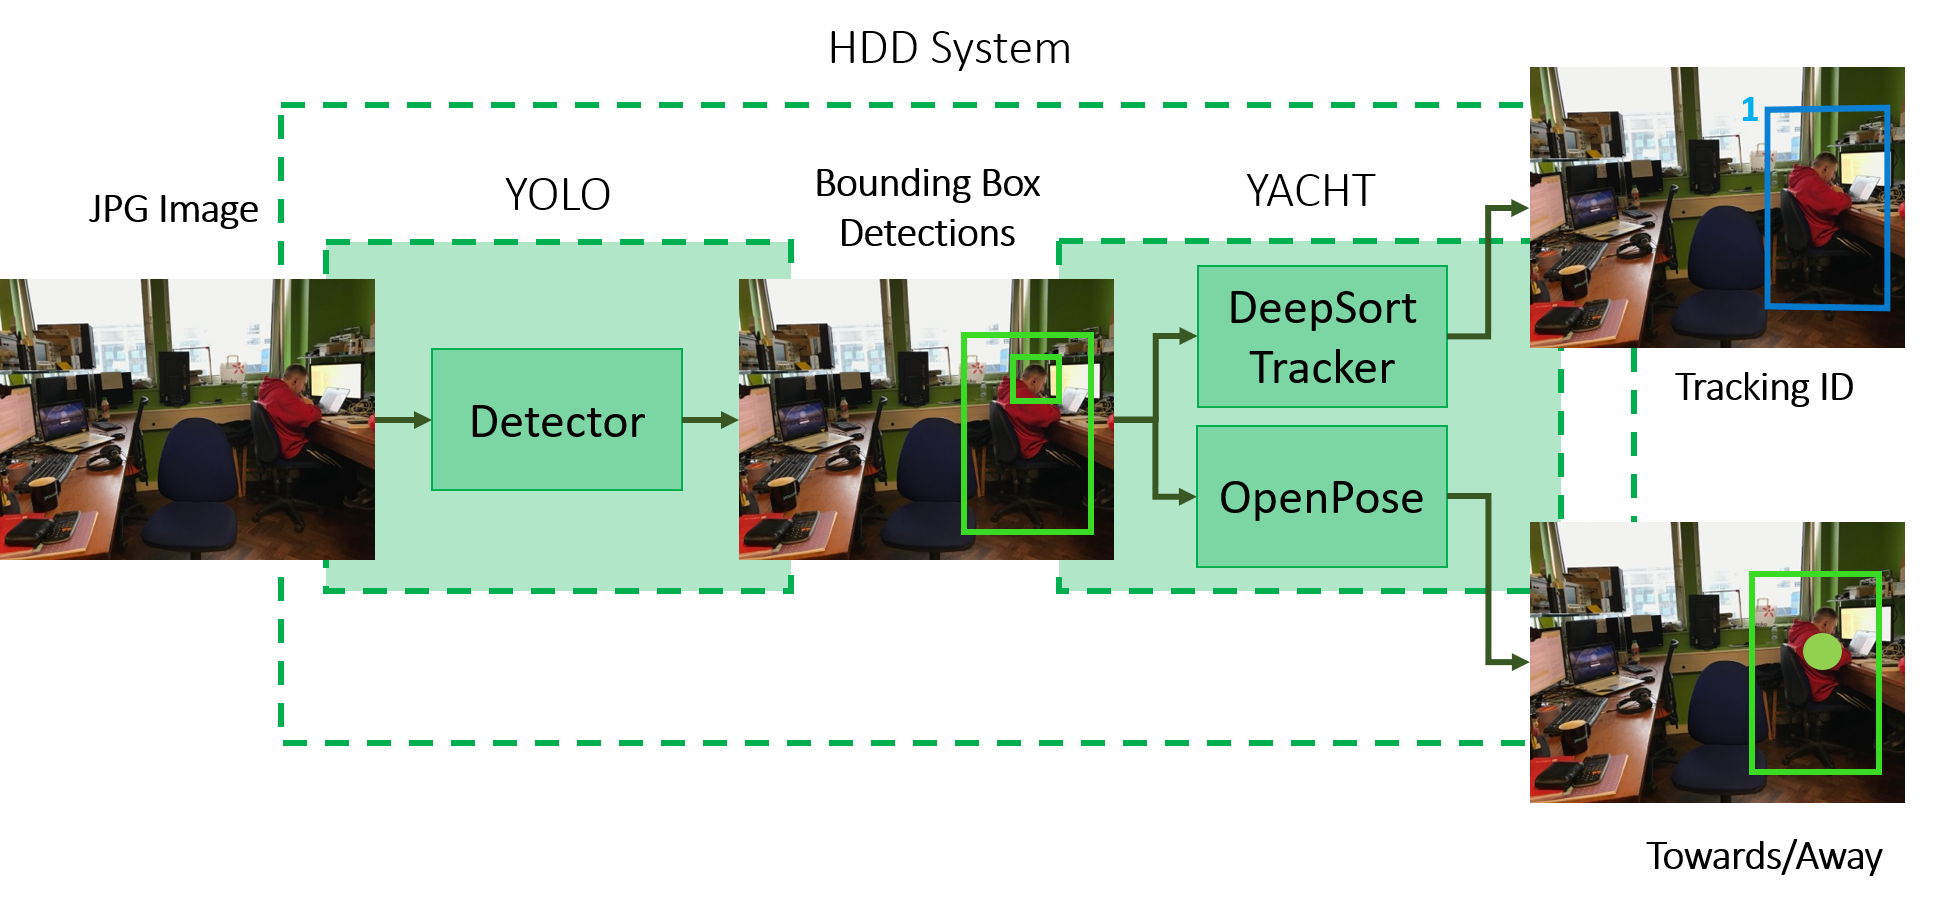 HDD System
JPG Image
YOLO
Bounding Box
Detections
YACHT
1
Detector
DeepSort
Tracker
OpenPose
Tracking ID
Towards/Away